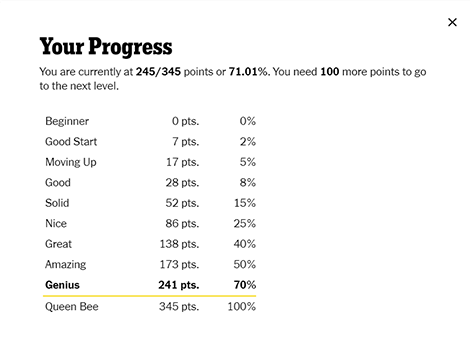 Your Progress
You are currently at 245/345 points or 71.01%. You need 100 more points to go
to the next level.
Beginner 0 pts. 0%
Good Start 7 pts. 2%
Moving Up 17 pts. 5%
Good 28 pts. 8%
Solid 52 pts. 15%
Nice 86 pts. 25%
Great 138 pts. 40%
Amazing 173 pts. 50%
Genius 241 pts. 70%
Queen Bee 345 pts. 100%